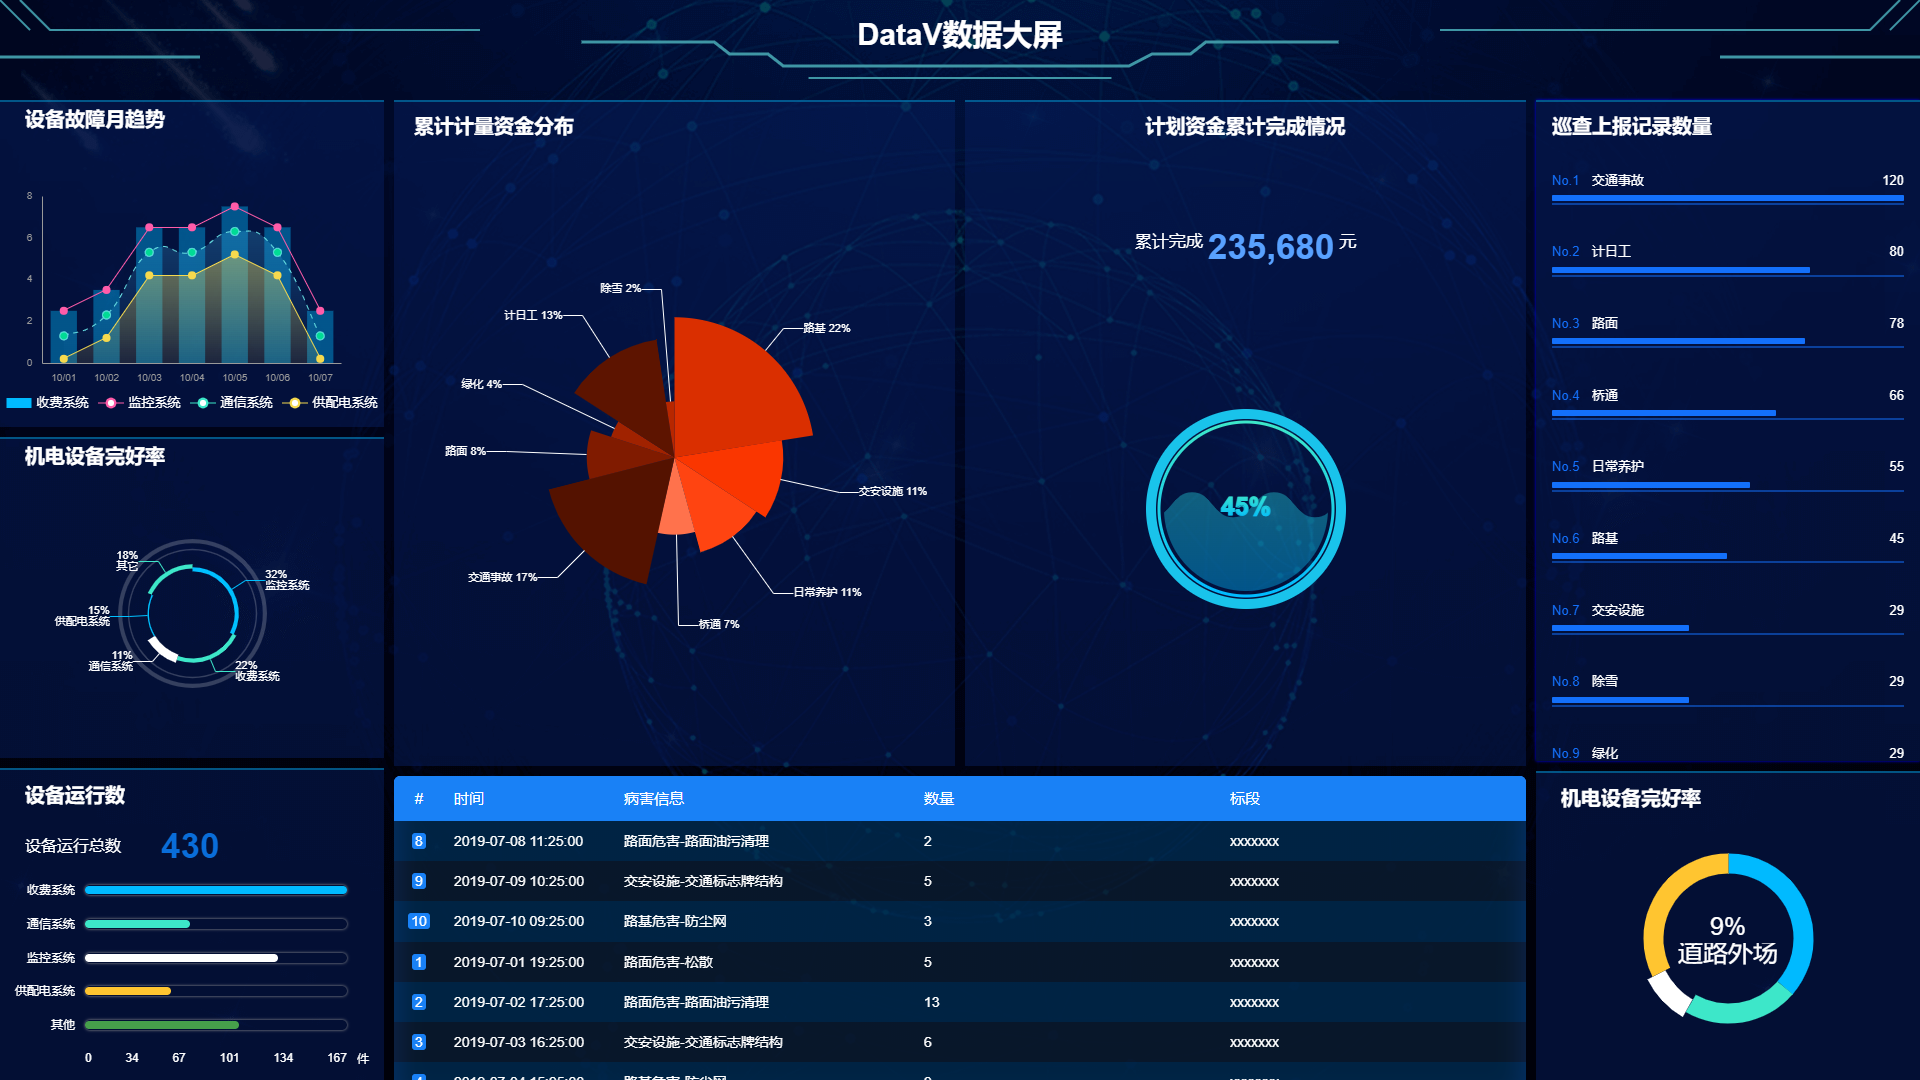 DataV数据大屏
设备故障月趋势
8
6
4
2
0
10/01 10/02 10/03 10/04 10/05 10/06 10/07
收费系统 监控系统 通信系统 供配电系统
机电设备完好率
18%
其它
32%
监控系统
15%
供配电系统
11%
通信系统
22%
收费系统
设备运行数
设备运行总数 430
收费系统
通信系统
监控系统
供配电系统
其他
0 34 67 101 134 167 件
累计计量资金分布
除雪 2%
计日工 13%
路基 22%
绿化 4%
路面 8%
交安设施 11%
交通事故 17%
日常养护 11%
桥通 7%
计划资金累计完成情况
累计完成 235,680 元
45%
# 时间 病害信息 数量 标段
8 2019-07-08 11:25:00 路面危害-路面油污清理 2 xxxxxxx
9 2019-07-09 10:25:00 交安设施-交通标志牌结构 5 xxxxxxx
10 2019-07-10 09:25:00 路基危害-防尘网 3 xxxxxxx
1 2019-07-01 19:25:00 路面危害-松散 5 xxxxxxx
2 2019-07-02 17:25:00 路面危害-路面油污清理 13 xxxxxxx
3 2019-07-03 16:25:00 交安设施-交通标志牌结构 6 xxxxxxx
巡查上报记录数量
No.1 交通事故 120
No.2 计日工 80
No.3 路面 78
No.4 桥通 66
No.5 日常养护 55
No.6 路基 45
No.7 交安设施 29
No.8 除雪 29
No.9 绿化 29
机电设备完好率
9%
道路外场